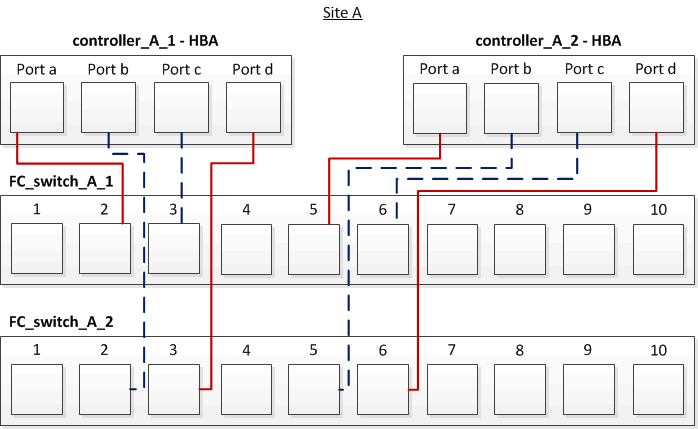 Site A
controller_A_1 - HBA
controller_A_2 - HBA
Port a Port b Port c Port d
Port a Port b Port c Port d
FC_switch_A_1
1 2 3 4 5 6 7 8 9 10
FC_switch_A_2
1 2 3 4 5 6 7 8 9 10